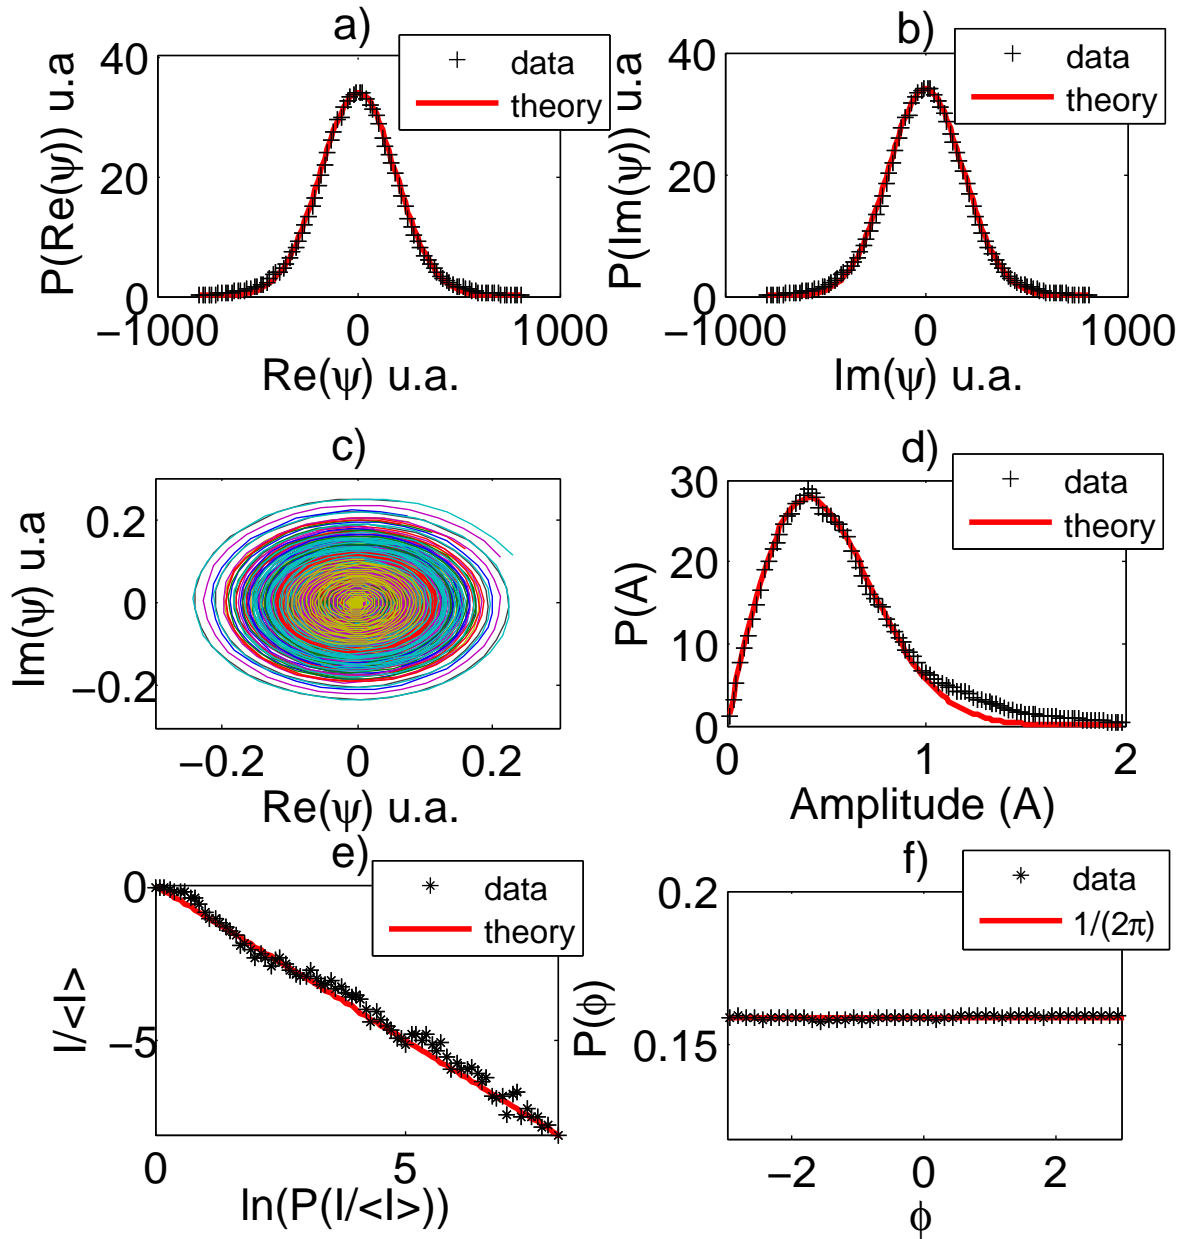 a)
P(Re(ψ)) u.a
40
20
0
−1000
0
1000
Re(ψ) u.a.
data
theory
b)
P(Im(ψ)) u.a
40
20
0
−1000
0
1000
Im(ψ) u.a.
data
theory
c)
Im(ψ) u.a
0.2
0
−0.2
−0.2
0
0.2
Re(ψ) u.a.
d)
P(A)
30
20
10
0
0
1
2
Amplitude (A)
data
theory
e)
I/<I>
0
−5
0
5
ln(P(I/<I>))
data
theory
f)
P(ϕ)
0.2
0.15
−2
0
2
ϕ
data
1/(2π)